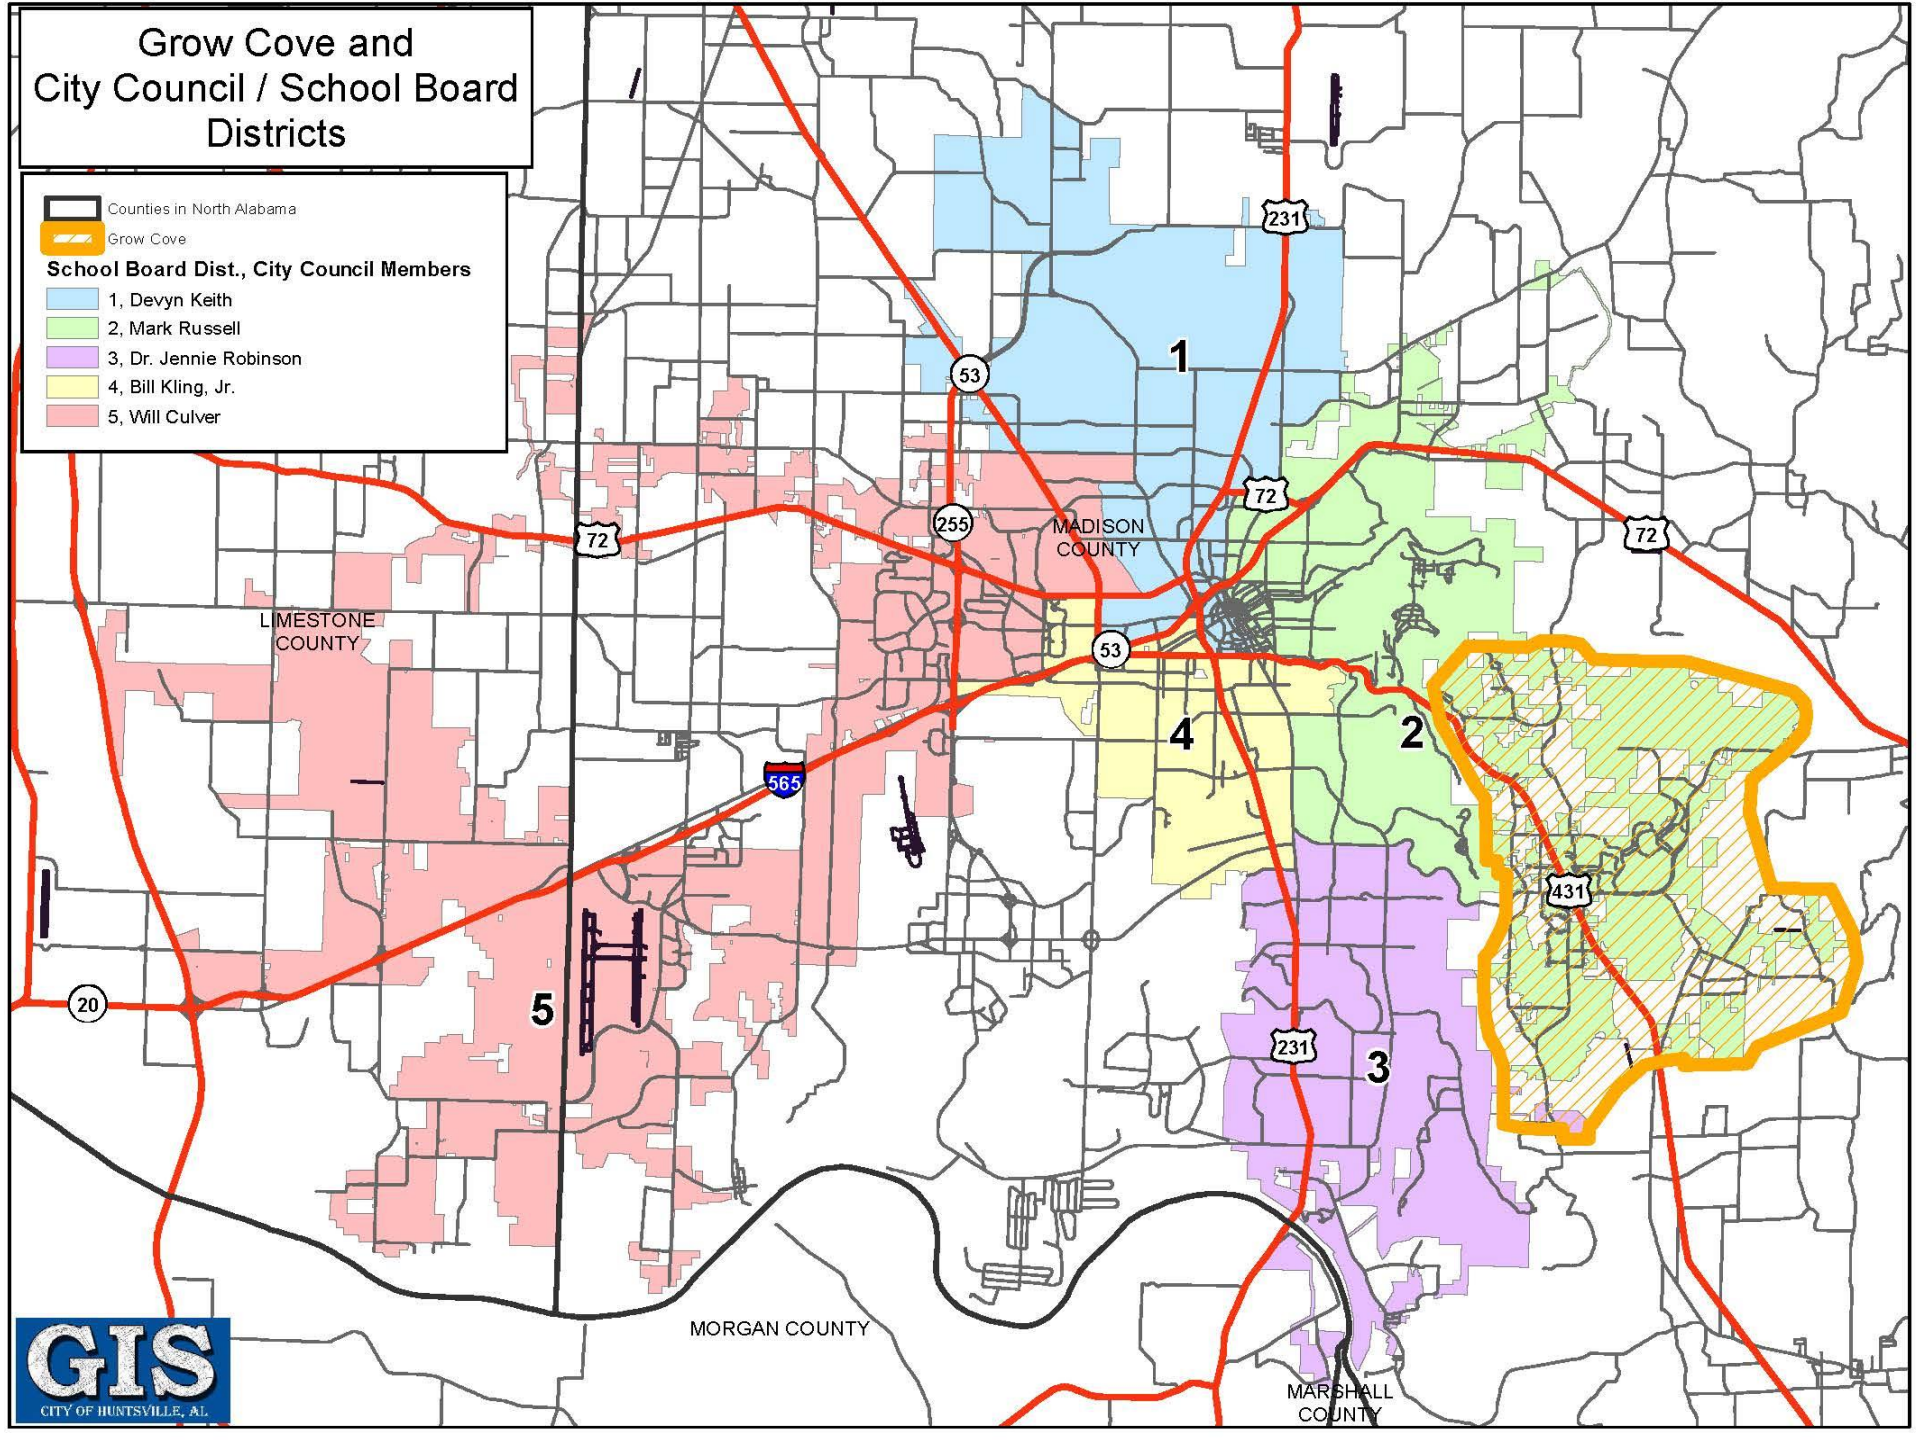 Grow Cove and
City Council / School Board
Districts
Counties in North Alabama
Grow Cove
School Board Dist., City Council Members
1, Devyn Keith
2, Mark Russell
3, Dr. Jennie Robinson
4, Bill Kling, Jr.
5, Will Culver
231
1
53
72
255
MADISON
COUNTY
72
72
LIMESTONE
COUNTY
53
4
2
565
431
20
5
231
3
MORGAN COUNTY
MARSHALL
COUNTY
GIS
CITY OF HUNTSVILLE, AL